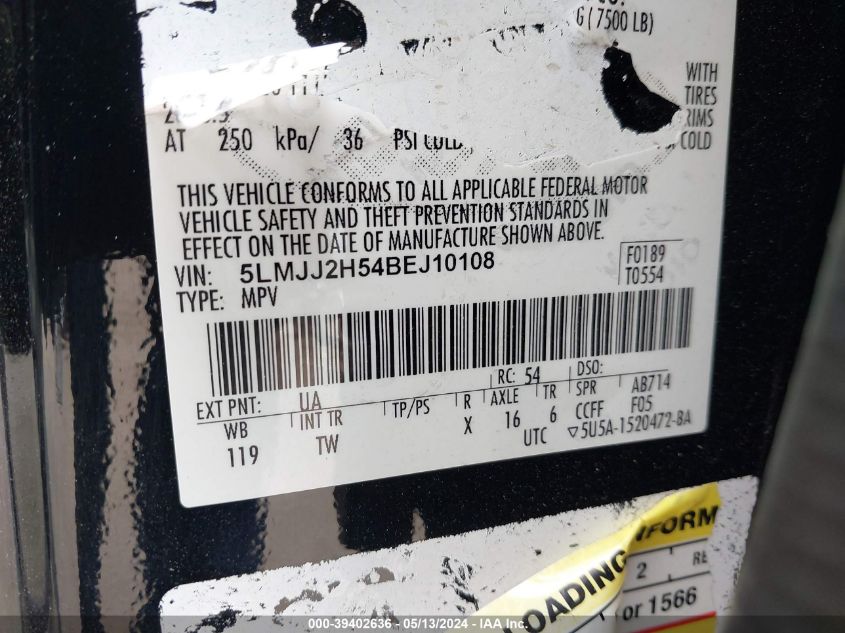 G ( 7500 LB)
WITH
TIRES
RIMS
AT 250 kPa/ 36 PSI COLD
PSI COLD
THIS VEHICLE CONFORMS TO ALL APPLICABLE FEDERAL MOTOR
VEHICLE SAFETY AND THEFT PREVENTION STANDARDS IN
EFFECT ON THE DATE OF MANUFACTURE SHOWN ABOVE.
VIN: 5LMJJ2H54BEJ10108
F0189
TYPE: MPV
T0554
EXT PNT: UA RC: 54 DSO:
WB INT TR TP/PS R AXLE TR SPR AB714
119 TW X 16 6 CCFF F05
UTC ▽5U5A-1520472-BA
LOADING INFORM
2 RE
or 1566
000-39402636 - 05/13/2024 - IAA Inc.